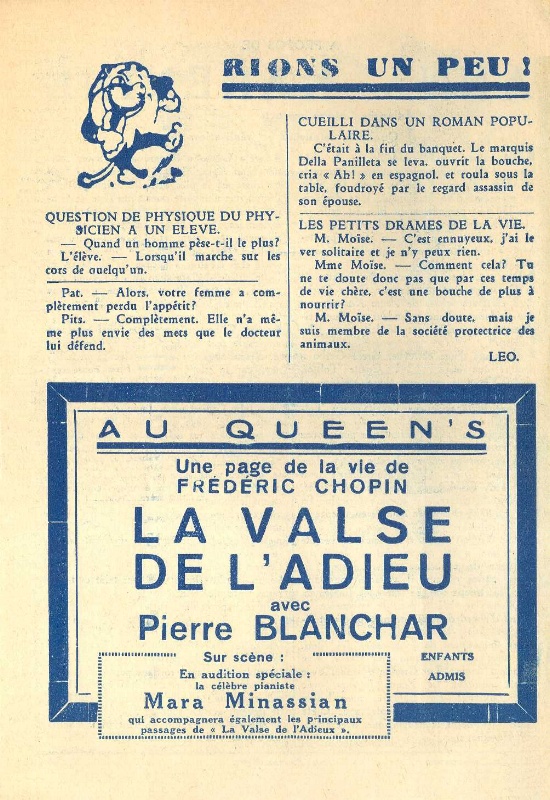 RIONS UN PEU !
QUESTION DE PHYSIQUE DU PHY-
SICIEN A UN ELEVE.
— Quand un homme pèse-t-il le plus?
L'élève. — Lorsqu'il marche sur les
cors de quelqu'un.
Pat. — Alors, votre femme a com-
plètement perdu l'appétit?
Pits. — Complètement. Elle n'a mê-
me plus envie des mets que le docteur
lui défend.
CUEILLI DANS UN ROMAN POPU-
LAIRE.
C'était à la fin du banquet. Le marquis
Della Panilleta se leva, ouvrit la bouche,
cria « Ah! » en espagnol, et roula sous la
table, foudroyé par le regard assassin de
son épouse.
LES PETITS DRAMES DE LA VIE.
M. Moïse. — C'est ennuyeux, j'ai le
ver solitaire et je n'y peux rien.
Mme Moïse. — Comment cela? Tu
ne te doute donc pas que par ces temps
de vie chère, c'est une bouche de plus à
nourrir?
M. Moïse. — Sans doute, mais je
suis membre de la société protectrice des
animaux.
LEO.
AU QUEEN'S
Une page de la vie de
FRÉDÉRIC CHOPIN
LA VALSE
DE L'ADIEU
avec
Pierre BLANCHAR
Sur scène :
En audition spéciale :
la célèbre pianiste
Mara Minassian
qui accompagnera également les p-incipaux
passages de « La Valse de l'Adieux ».
ENFANTS
ADMIS